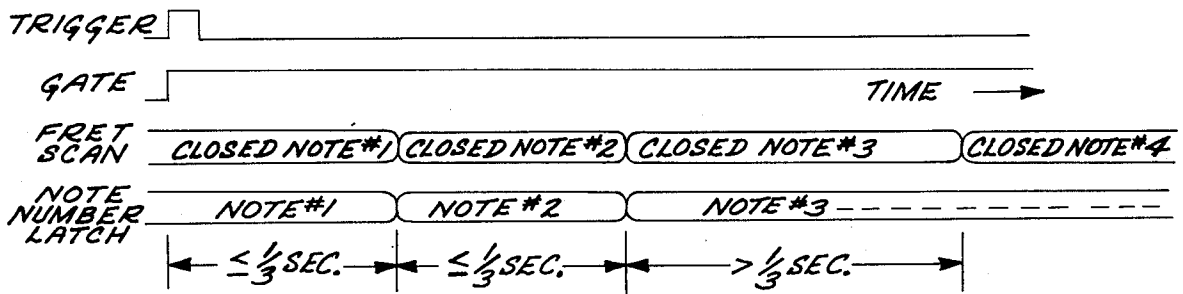 TRIGGER
GATE
TIME
FRET
SCAN
CLOSED NOTE #1
CLOSED NOTE #2
CLOSED NOTE #3
CLOSED NOTE #4
NOTE
NUMBER
LATCH
NOTE #1
NOTE #2
NOTE #3
≤ 1/3 SEC.
≤ 1/3 SEC.
> 1/3 SEC.